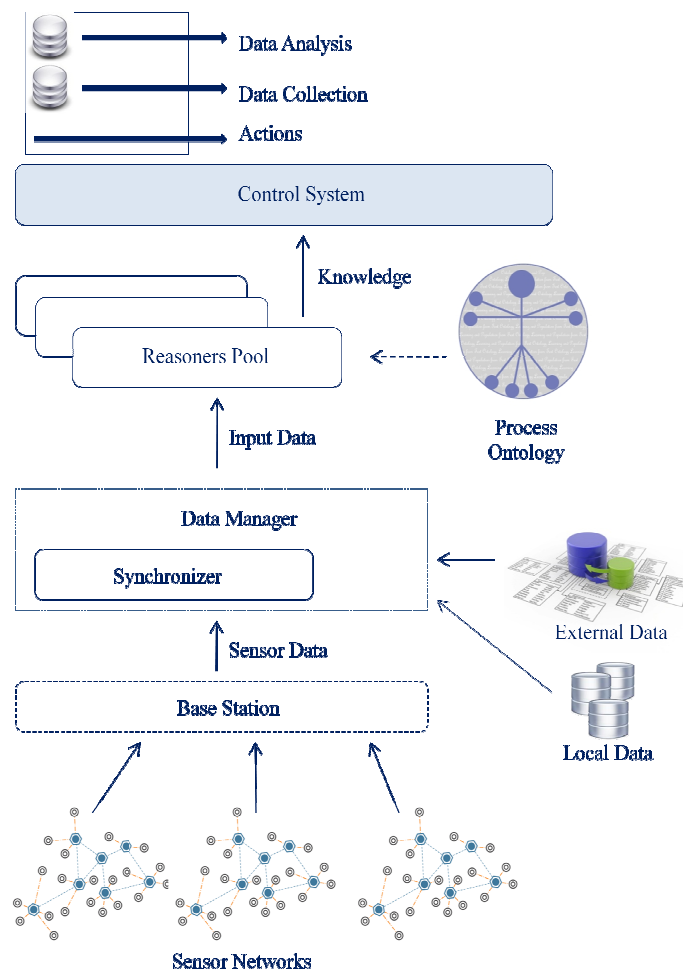 Data Analysis
Data Collection
Actions
Control System
Knowledge
Reasoners Pool
Process
Ontology
Input Data
Data Manager
Synchronizer
External Data
Sensor Data
Base Station
Local Data
Sensor Networks